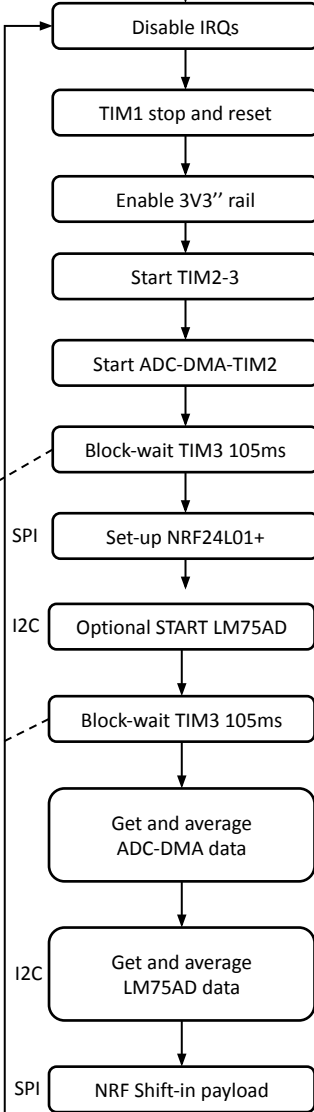 Disable IRQs
TIM1 stop and reset
Enable 3V3’’ rail
Start TIM2-3
Start ADC-DMA-TIM2
Block-wait TIM3 105ms
SPI
Set-up NRF24L01+
I2C
Optional START LM75AD
Block-wait TIM3 105ms
Get and average
ADC-DMA data
I2C
Get and average
LM75AD data
SPI
NRF Shift-in payload